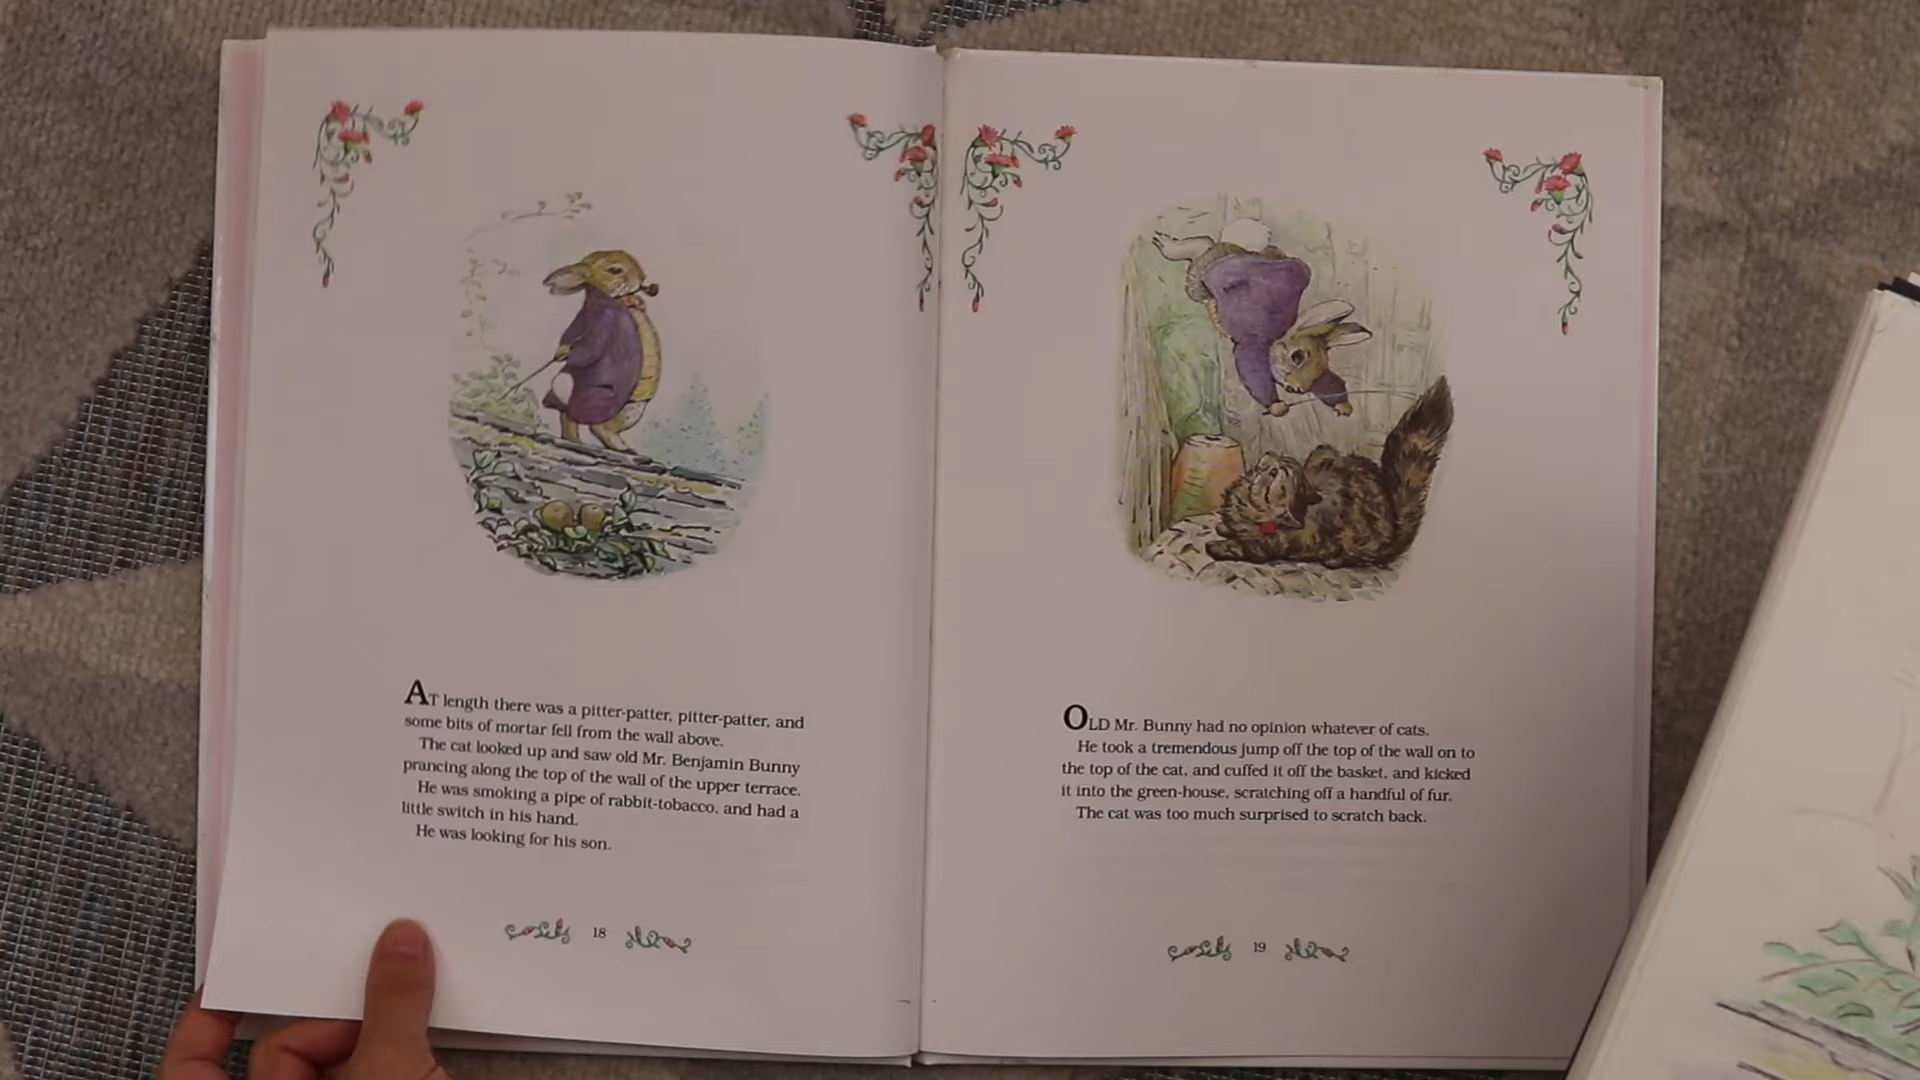 AT length there was a pitter-patter, pitter-patter, and
some bits of mortar fell from the wall above.
The cat looked up and saw old Mr. Benjamin Bunny
prancing along the top of the wall of the upper terrace.
He was smoking a pipe of rabbit-tobacco, and had a
little switch in his hand.
He was looking for his son.
18
OLD Mr. Bunny had no opinion whatever of cats.
He took a tremendous jump off the top of the wall on to
the top of the cat, and cuffed it off the basket, and kicked
it into the green-house, scratching off a handful of fur.
The cat was too much surprised to scratch back.
19